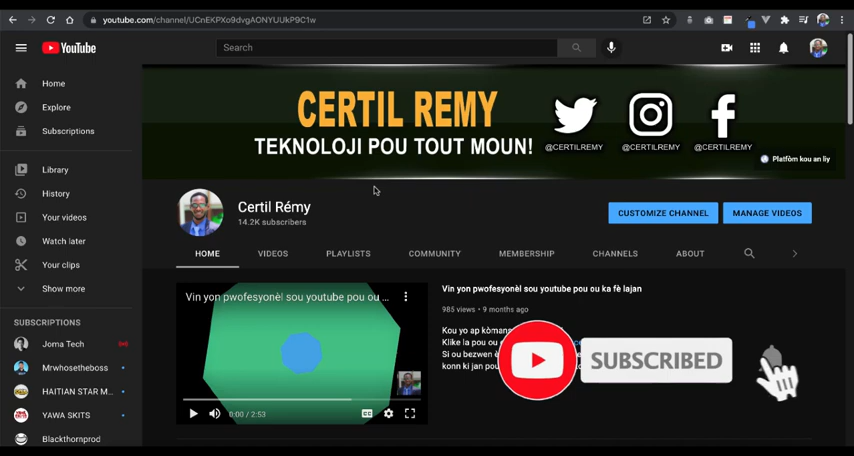 youtube.com/channel/UCnEKPXo9dvgAONYUUkP9C1w
YouTube
Search
Home
Explore
Subscriptions
Library
History
Your videos
Watch later
Your clips
Show more
SUBSCRIPTIONS
Joma Tech
Mrwhosetheboss
HAITIAN STAR M...
YAWA SKITS
Blackthornprod
CERTIL REMY
TEKNOLOJI POU TOUT MOUN!
@CERTILREMY
@CERTILREMY
@CERTILREMY
Platfòm kou an liy
Certil Rémy
14.2K subscribers
CUSTOMIZE CHANNEL
MANAGE VIDEOS
HOME
VIDEOS
PLAYLISTS
COMMUNITY
MEMBERSHIP
CHANNELS
ABOUT
Vin yon pwofesyonèl sou youtube pou ou ...
0:00 / 2:53
Vin yon pwofesyonèl sou youtube pou ou ka fè lajan
985 views • 9 months ago
Kou yo ap kòmans
Klike la pou ou
Si ou bezwen
konn ki jan pou
SUBSCRIBED